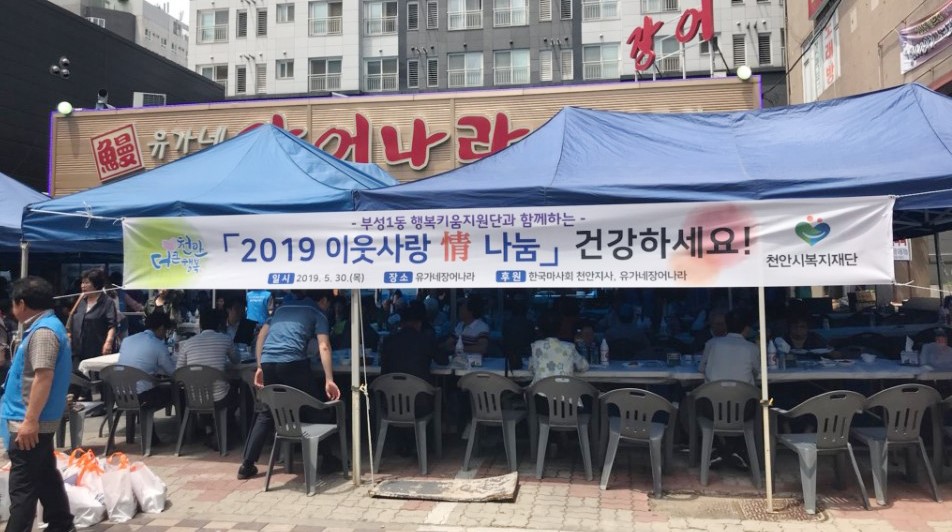 장어
鰻 유가네 장어나라
- 부성1동 행복키움지원단과 함께하는 -
더 큰 천안 행복
「2019 이웃사랑 情 나눔」 건강하세요!
천안시복지재단
일시 2019. 5. 30.(목) 장소 유가네장어나라 후원 한국마사회 천안지사, 유가네장어나라